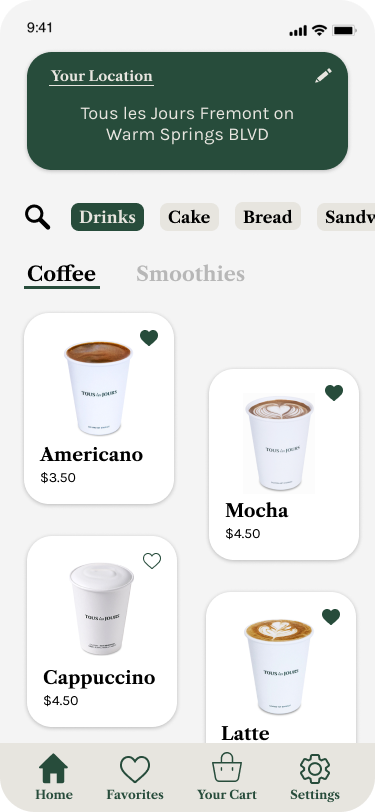 9:41
Your Location
Tous les Jours Fremont on
Warm Springs BLVD
Drinks Cake Bread Sandw
Coffee Smoothies
TOUS les JOURS
Americano
$3.50
TOUS les JOURS
Mocha
$4.50
TOUS les JOURS
Cappuccino
$4.50
TOUS les JOURS
Latte
Home Favorites Your Cart Settings